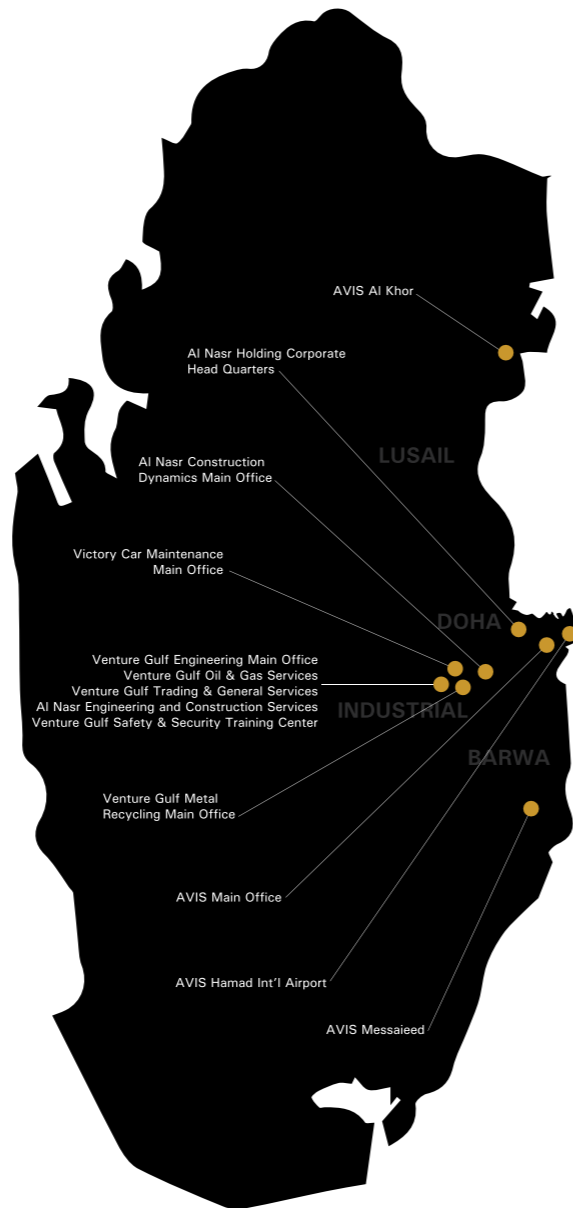 AVIS Al Khor
Al Nasr Holding Corporate
Head Quarters
LUSAIL
Al Nasr Construction
Dynamics Main Office
Victory Car Maintenance
Main Office
DOHA
Venture Gulf Engineering Main Office
Venture Gulf Oil & Gas Services
Venture Gulf Trading & General Services
Al Nasr Engineering and Construction Services
Venture Gulf Safety & Security Training Center
INDUSTRIAL
BARWA
Venture Gulf Metal
Recycling Main Office
AVIS Main Office
AVIS Hamad Int'l Airport
AVIS Messaieed